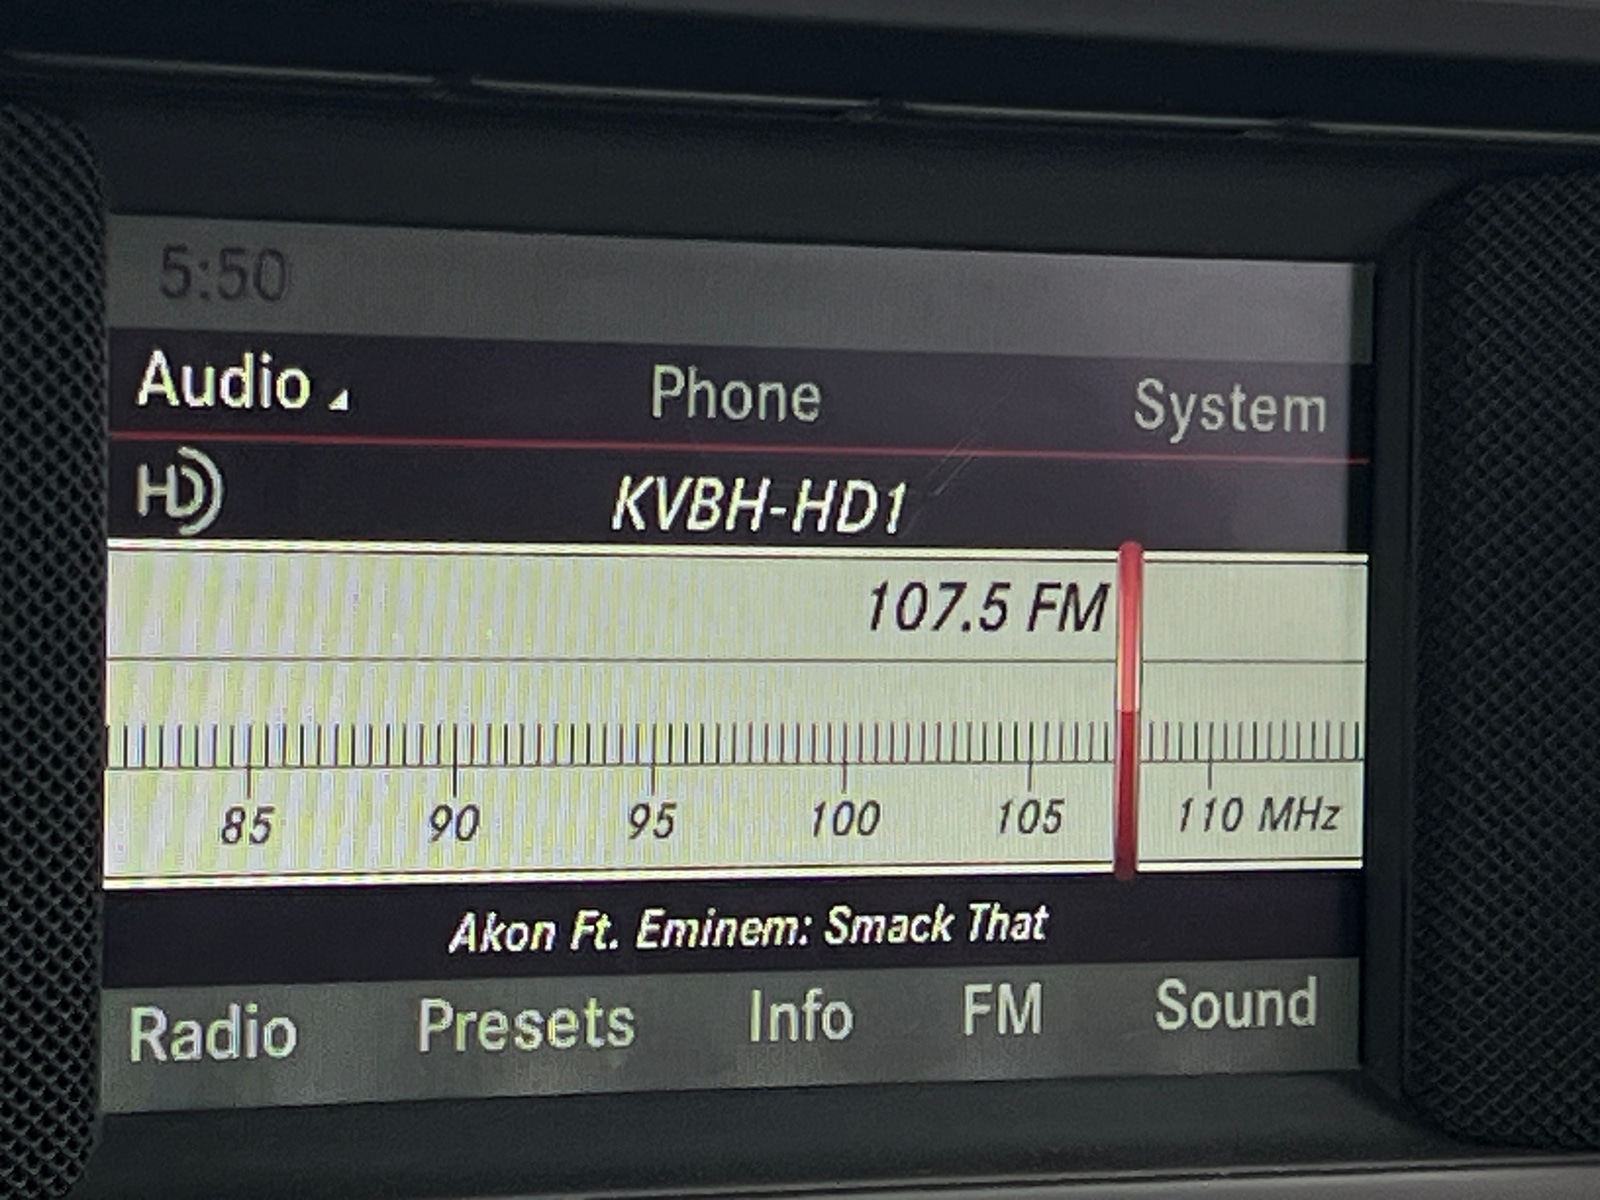 5:50
Audio Phone System
HD KVBH-HD1
107.5 FM
85 90 95 100 105 110 MHz
Akon Ft. Eminem: Smack That
Radio Presets Info FM Sound